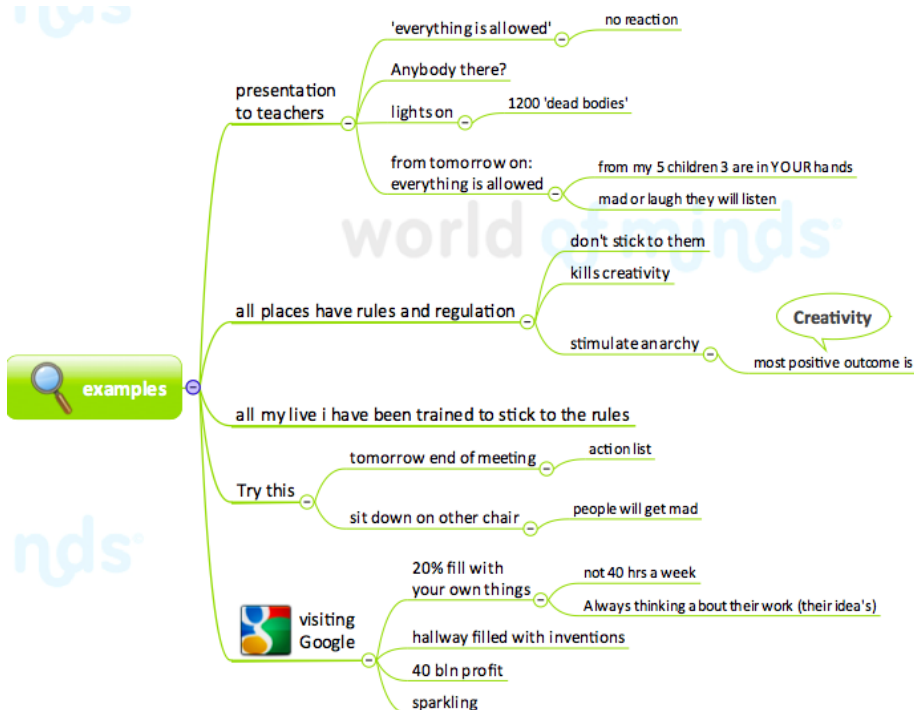 nds
'everything is allowed'
no reaction
Anybody there?
presentation
to teachers
lights on
1200 'dead bodies'
from tomorrow on:
everything is allowed
from my 5 children 3 are in YOUR hands
mad or laugh they will listen
world of minds©
don't stick to them
kills creativity
all places have rules and regulation
stimulate anarchy
Creativity
most positive outcome is
examples
all my live i have been trained to stick to the rules
Try this
tomorrow end of meeting
action list
sit down on other chair
people will get mad
nds©
visiting
Google
20% fill with
your own things
not 40 hrs a week
Always thinking about their work (their idea's)
hallway filled with inventions
40 bln profit
sparkling